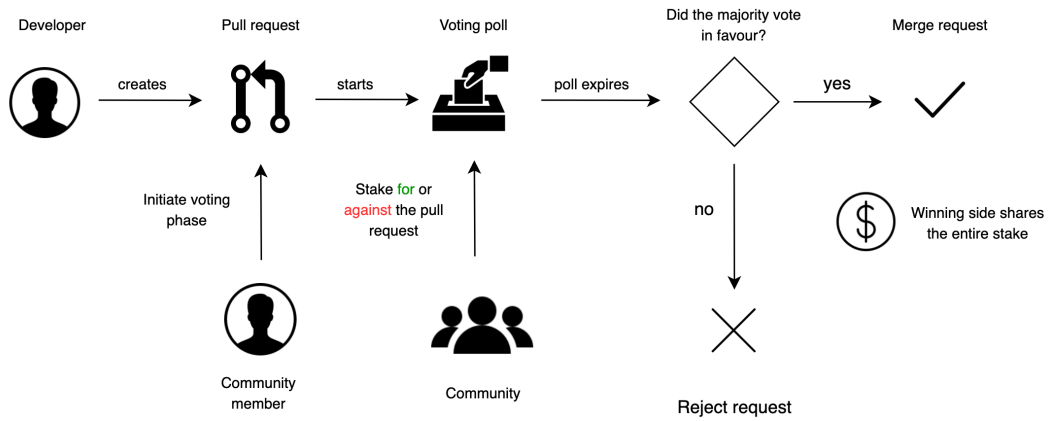 Developer
Pull request
Voting poll
Did the majority vote
in favour?
Merge request
creates
starts
poll expires
yes
Initiate voting
phase
Stake for or
against the pull
request
no
$
Winning side shares
the entire stake
Community
member
Community
Reject request